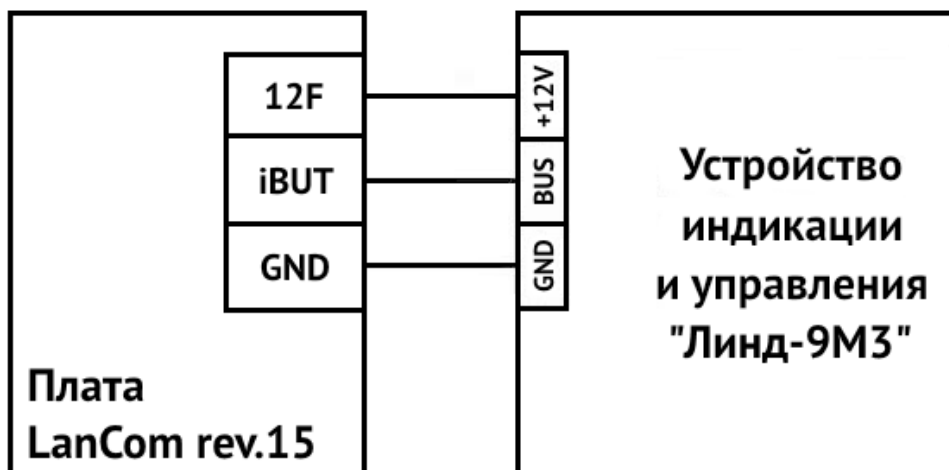 12F
iBUT
GND
+12V
BUS
GND
Устройство
индикации
и управления
"Линд-9М3"
Плата
LanCom rev.15